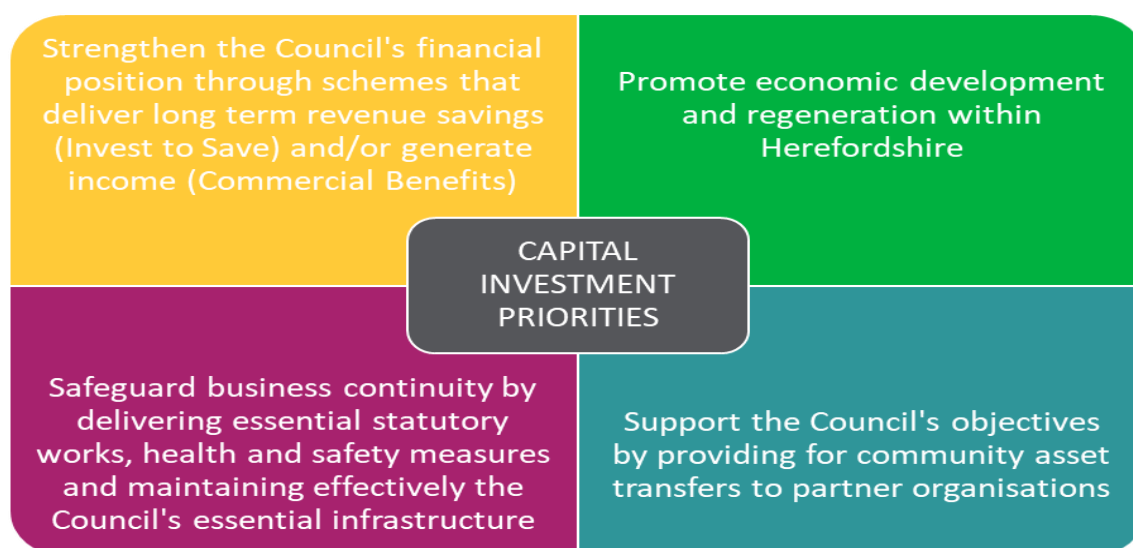 Strengthen the Council's financial
position through schemes that
deliver long term revenue savings
(Invest to Save) and/or generate
income (Commercial Benefits)
Promote economic development
and regeneration within
Herefordshire
CAPITAL
INVESTMENT
PRIORITIES
Safeguard business continuity by
delivering essential statutory
works, health and safety measures
and maintaining effectively the
Council's essential infrastructure
Support the Council's objectives
by providing for community asset
transfers to partner organisations